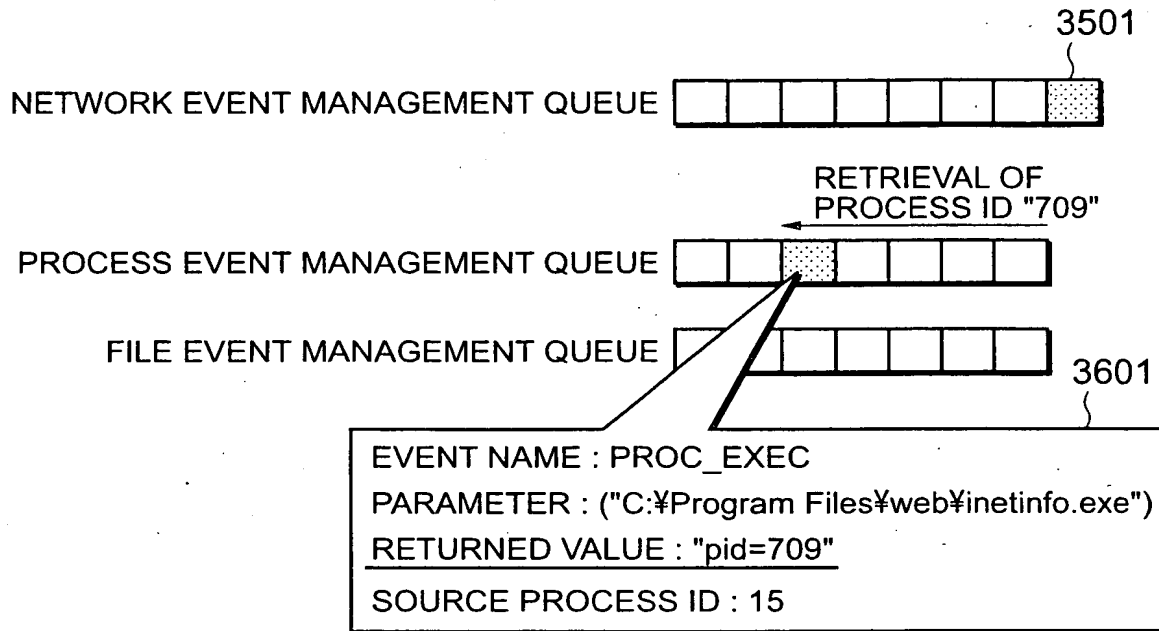 3501
NETWORK EVENT MANAGEMENT QUEUE
RETRIEVAL OF
PROCESS ID "709"
PROCESS EVENT MANAGEMENT QUEUE
FILE EVENT MANAGEMENT QUEUE
3601
EVENT NAME : PROC_EXEC
PARAMETER : ("C:¥Program Files¥web¥inetinfo.exe")
RETURNED VALUE : "pid=709"
SOURCE PROCESS ID : 15